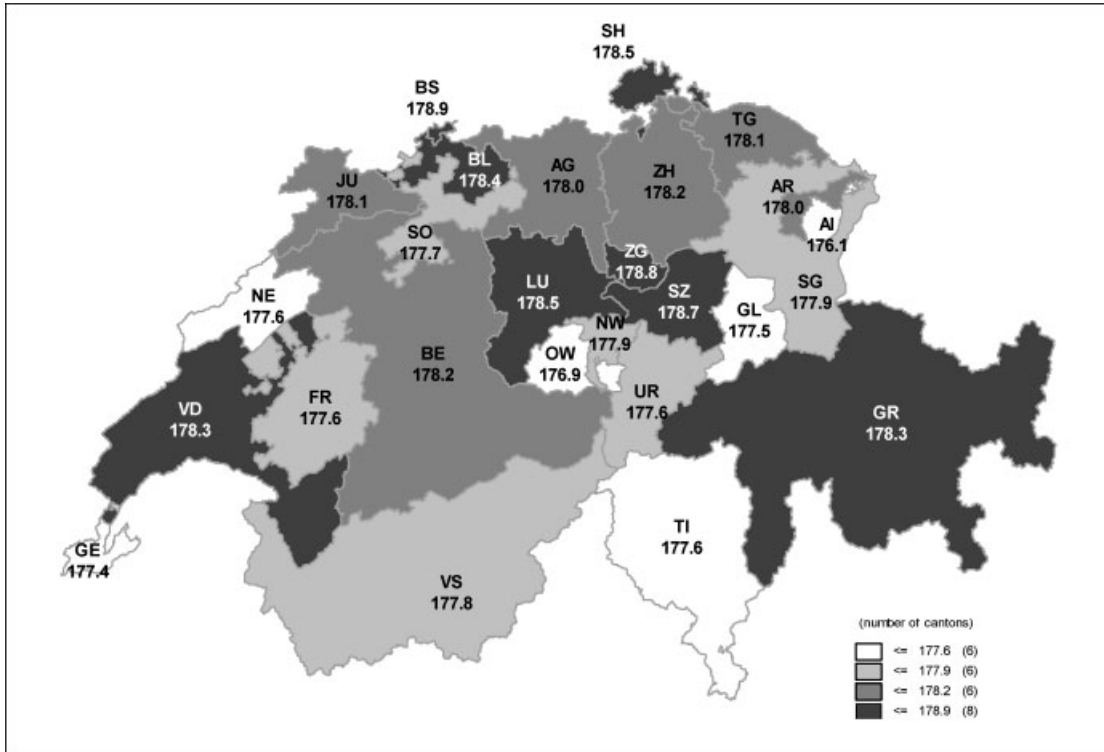 SH
178.5
BS
178.9
TG
178.1
BL
178.4
AG
178.0
ZH
178.2
JU
178.1
AR
178.0
AI
176.1
SO
177.7
ZG
178.8
LU
178.5
SZ
178.7
SG
177.9
NE
177.6
GL
177.5
NW
177.9
OW
176.9
BE
178.2
FR
177.6
UR
177.6
VD
178.3
GR
178.3
TI
177.6
GE
177.4
VS
177.8
(number of cantons)
<= 177.6 (6)
<= 177.9 (6)
<= 178.2 (6)
<= 178.9 (8)